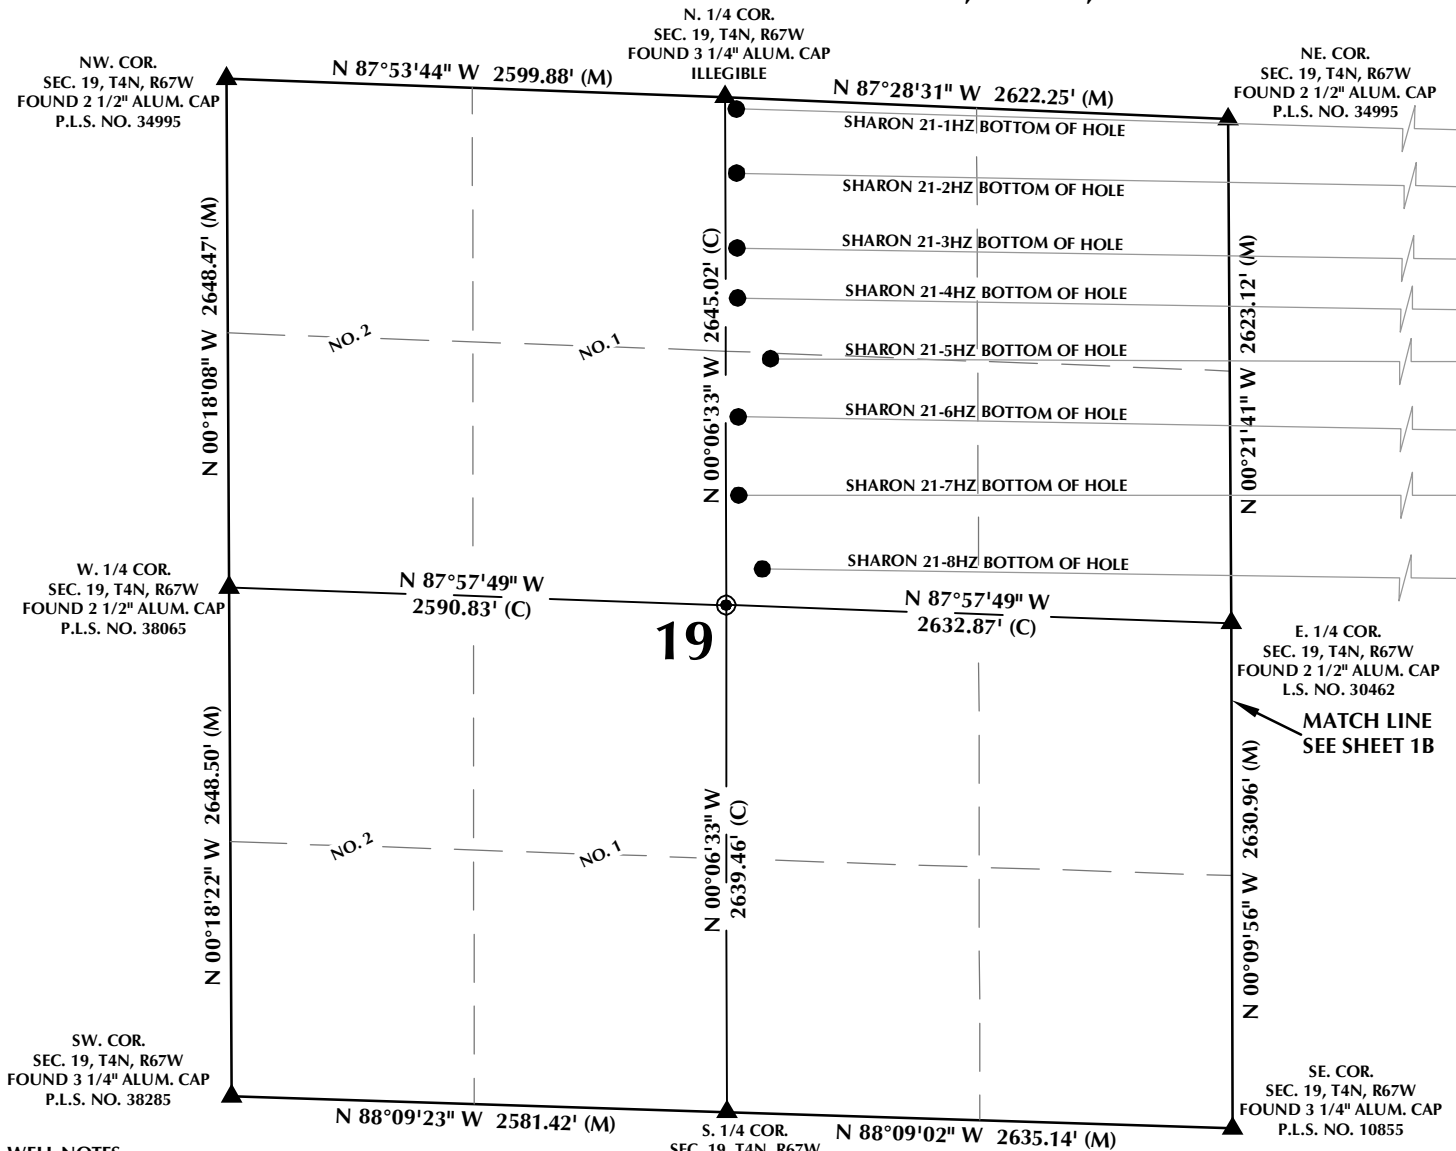 N. 1/4 COR.
SEC. 19, T4N, R67W
FOUND 3 1/4" ALUM. CAP
ILLEGIBLE
NW. COR.
SEC. 19, T4N, R67W
FOUND 2 1/2" ALUM. CAP
P.L.S. NO. 34995
N 87°53'44" W 2599.88' (M)
N 87°28'31" W 2622.25' (M)
NE. COR.
SEC. 19, T4N, R67W
FOUND 2 1/2" ALUM. CAP
P.L.S. NO. 34995
SHARON 21-1HZ BOTTOM OF HOLE
SHARON 21-2HZ BOTTOM OF HOLE
SHARON 21-3HZ BOTTOM OF HOLE
SHARON 21-4HZ BOTTOM OF HOLE
SHARON 21-5HZ BOTTOM OF HOLE
SHARON 21-6HZ BOTTOM OF HOLE
SHARON 21-7HZ BOTTOM OF HOLE
SHARON 21-8HZ BOTTOM OF HOLE
N 00°18'08" W 2648.47' (M)
NO. 2
NO. 1
N 00°06'33" W 2645.02' (C)
N 00°21'41" W 2623.12' (M)
W. 1/4 COR.
SEC. 19, T4N, R67W
FOUND 2 1/2" ALUM. CAP
P.L.S. NO. 38065
N 87°57'49" W
2590.83' (C)
N 87°57'49" W
2632.87' (C)
19
E. 1/4 COR.
SEC. 19, T4N, R67W
FOUND 2 1/2" ALUM. CAP
L.S. NO. 30462
MATCH LINE
SEE SHEET 1B
N 00°18'22" W 2648.50' (M)
NO. 2
NO. 1
N 00°06'33" W
2639.46' (C)
N 00°09'56" W 2630.96' (M)
SW. COR.
SEC. 19, T4N, R67W
FOUND 3 1/4" ALUM. CAP
P.L.S. NO. 38285
N 88°09'23" W 2581.42' (M)
S. 1/4 COR.
SEC. 19, T4N, R67W
N 88°09'02" W 2635.14' (M)
SE. COR.
SEC. 19, T4N, R67W
FOUND 3 1/4" ALUM. CAP
P.L.S. NO. 10855
WELL NOTES